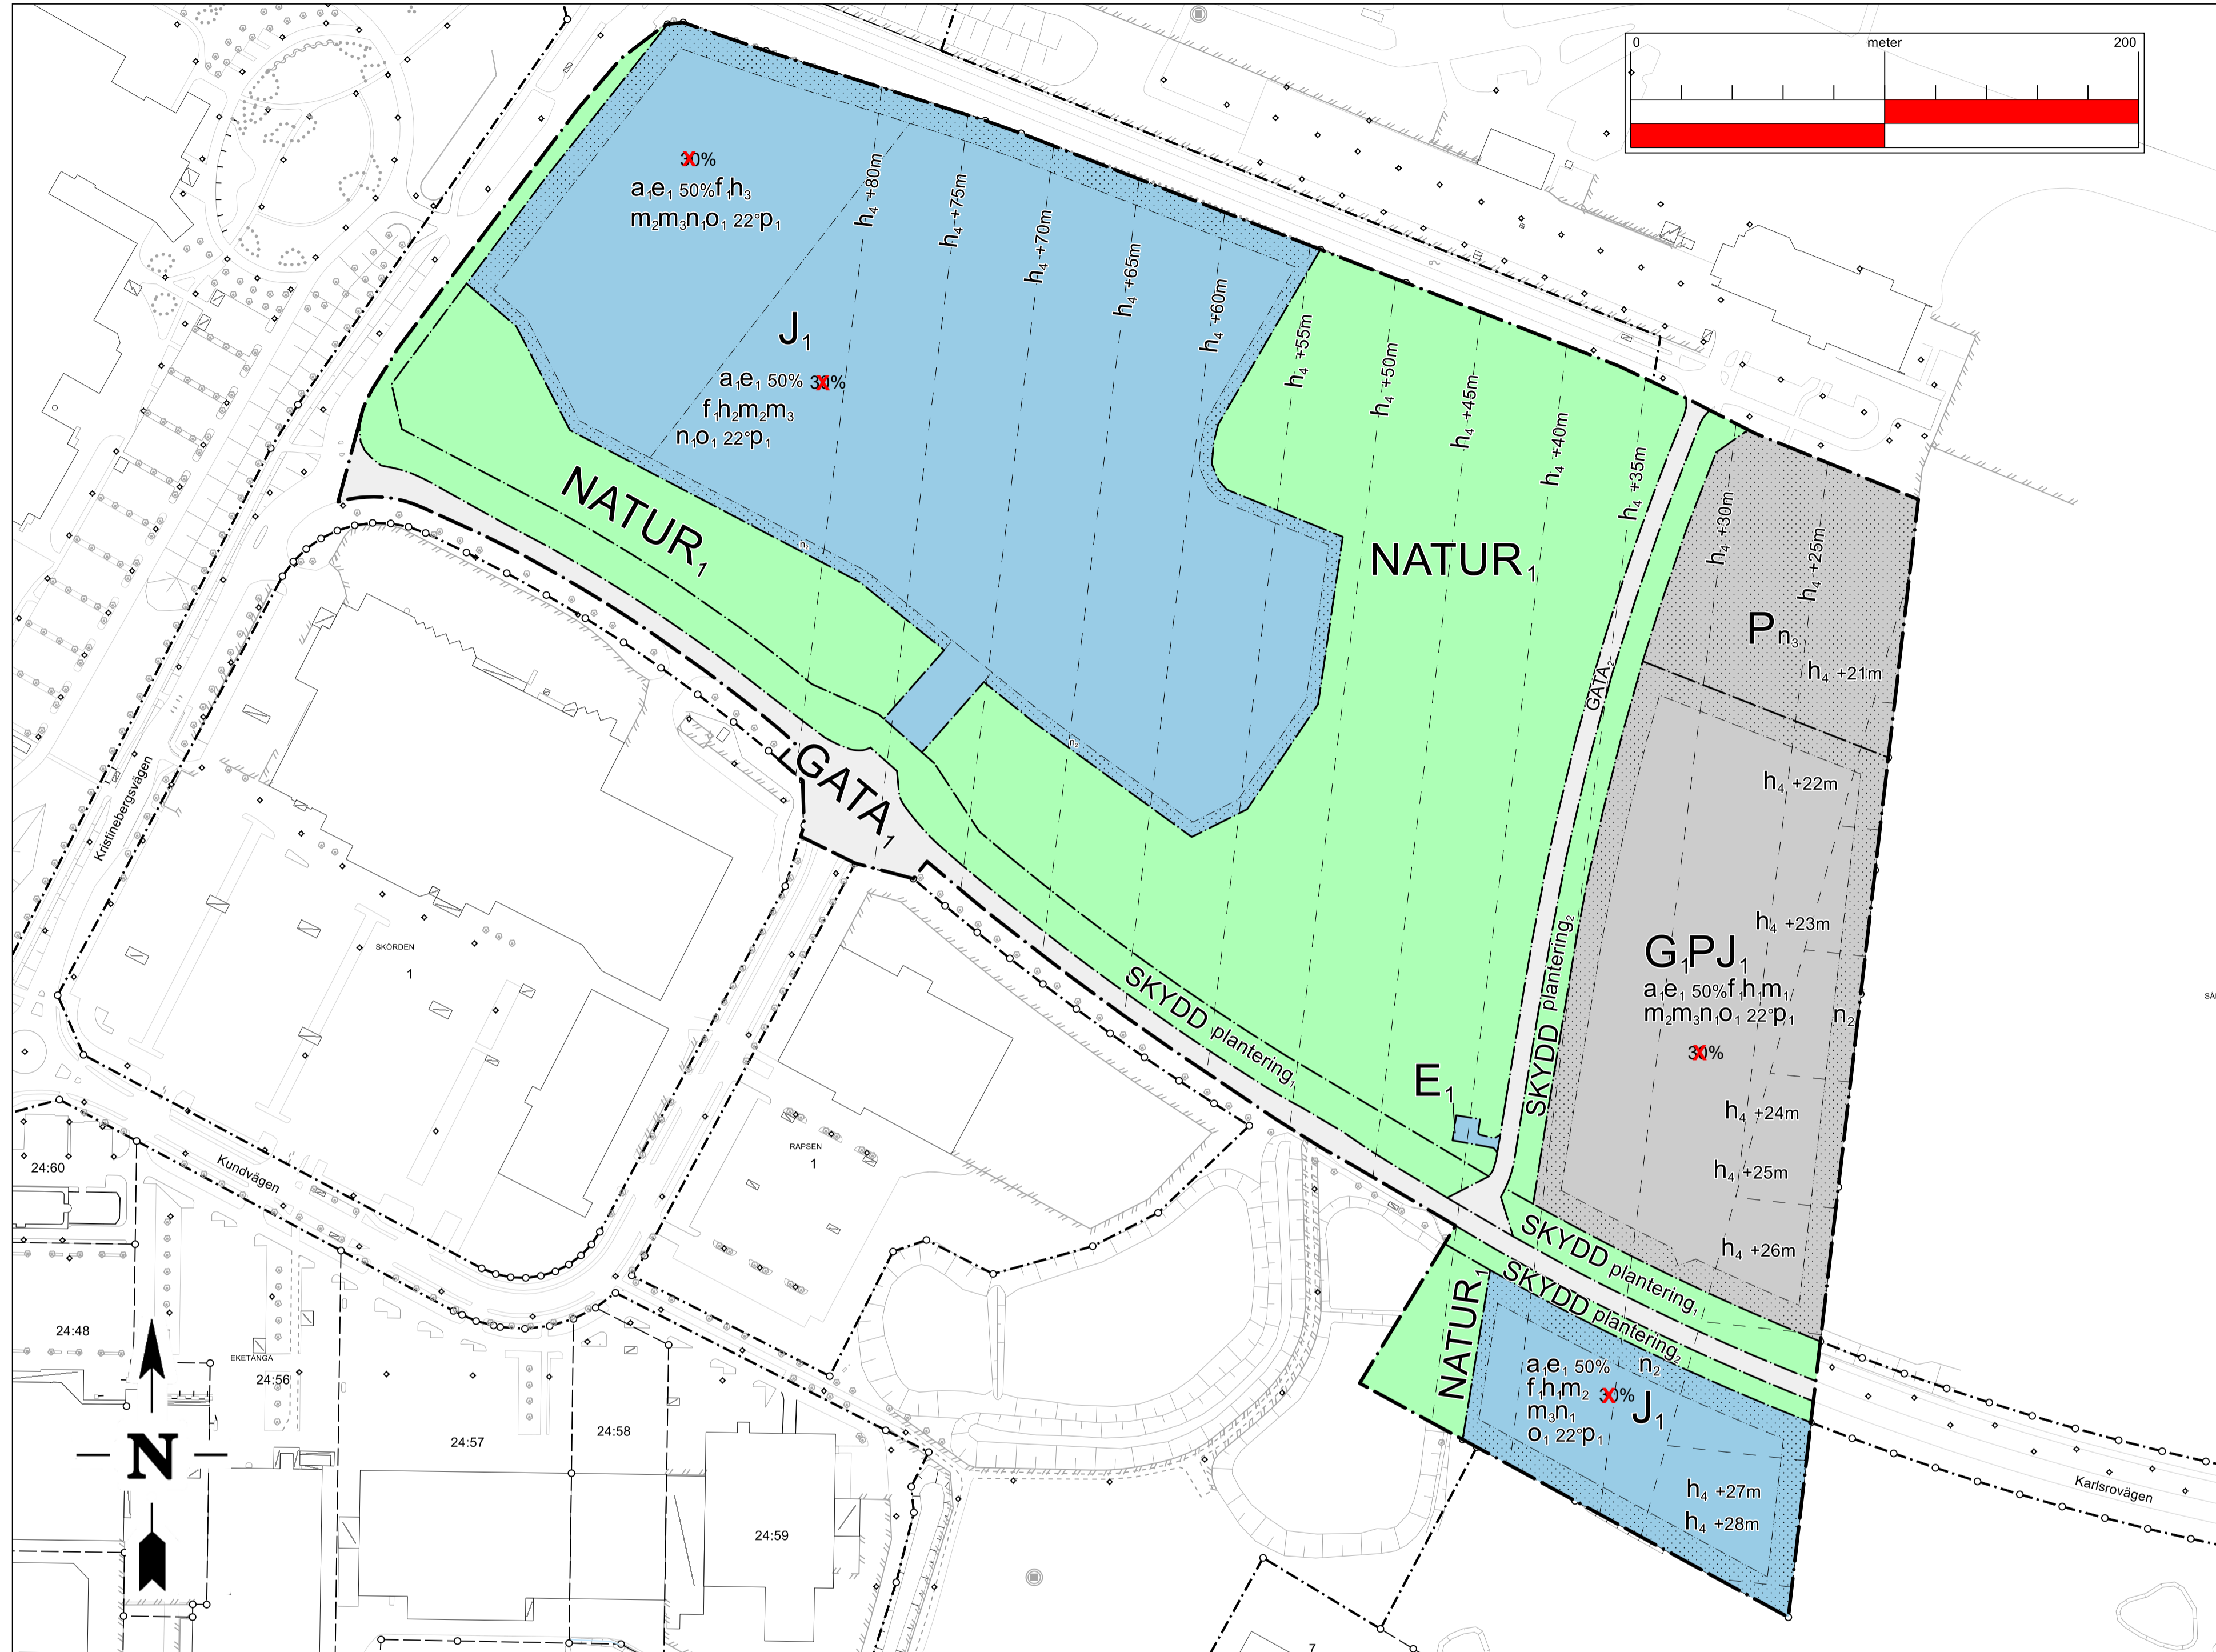 0 meter 200
30%
a₁e₁ 50%f₁h₃
m₂m₃n₁o₁ 22°p₁
h₄ +80m
h₄ +75m
h₄ +70m
h₄ +65m
h₄ +60m
h₄ +55m
h₄ +50m
h₄ +45m
h₄ +40m
h₄ +35m
h₄ +30m
h₄ +25m
J₁
a₁e₁ 50% 30%
f₁h₂m₂m₃
n₁o₁ 22°p₁
NATUR₁
NATUR₁
P n₃
h₄ +21m
GATA₂
h₄ +22m
GATA₁
Kristinebergsvägen
SKÖRDEN
1
h₄ +23m
G₁PJ₁
a₁e₁ 50%f₁h₁m₁
m₂m₃n₁o₁ 22°p₁
n₂
30%
SKYDD plantering₂
SKYDD plantering₁
E₁
h₄ +24m
h₄ +25m
h₄ +26m
RAPSEN
1
24:60
Kundvägen
SKYDD plantering₁
SKYDD plantering₂
NATUR₁
24:48
EKETÅNGA
24:56
24:57
24:58
24:59
a₁e₁ 50% n₂
f₁h₁m₂ 30%
m₃n₁
o₁ 22°p₁
J₁
h₄ +27m
h₄ +28m
Karlsrovägen
N
7